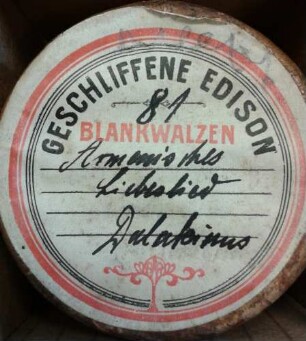 GESCHLIFFENE EDISON
81
BLANKWALZEN
Armenisches
Liebeslied